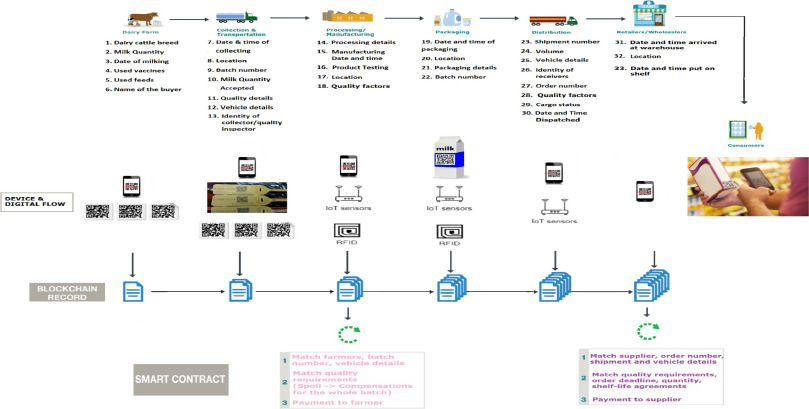 Dairy Farm
1. Dairy cattle breed
2. Milk Quantity
3. Date of milking
4. Used vaccines
5. Used feeds
6. Name of the buyer
Collection &
Transportation
7. Date & time of
collecting
8. Location
9. Batch number
10. Milk Quantity
Accepted
11. Quality details
12. Vehicle details
13. Identity of
collector/quality
inspector
Processing/
Manufacturing
14. Processing details
15. Manufacturing
Date and time
16. Product Testing
17. Location
18. Quality factors
Packaging
19. Date and time of
packaging
20. Location
21. Packaging details
22. Batch number
Distribution
23. Shipment number
24. Volume
25. Vehicle details
26. Identity of
receivers
27. Order number
28. Quality factors
29. Cargo status
30. Date and Time
Dispatched
Retailers/Wholesalers
31. Date and time arrived
at warehouse
32. Location
33. Date and time put on
shelf
Consumers
DEVICE &
DIGITAL FLOW
IoT sensors
RFID
milk
IoT sensors
RFID
IoT sensors
BLOCKCHAIN
RECORD
SMART CONTRACT
1 Match farmers, batch
number, vehicle details
2 Match quality
requirements
(Spoil -> Compensations
for the whole batch)
3 Payment to farmer
1 Match supplier, order number,
shipment and vehicle details
2 Match quality requirements,
order deadline, quantity,
shelf-life agreements
3 Payment to supplier